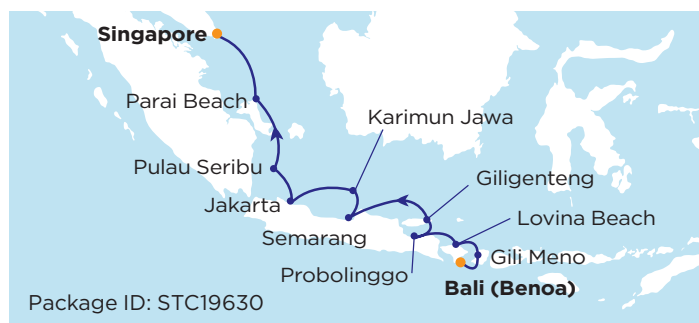 Singapore
Parai Beach
Karimun Jawa
Pulau Seribu
Giligenteng
Jakarta
Lovina Beach
Semarang
Gili Meno
Probolinggo
Bali (Benoa)
Package ID: STC19630